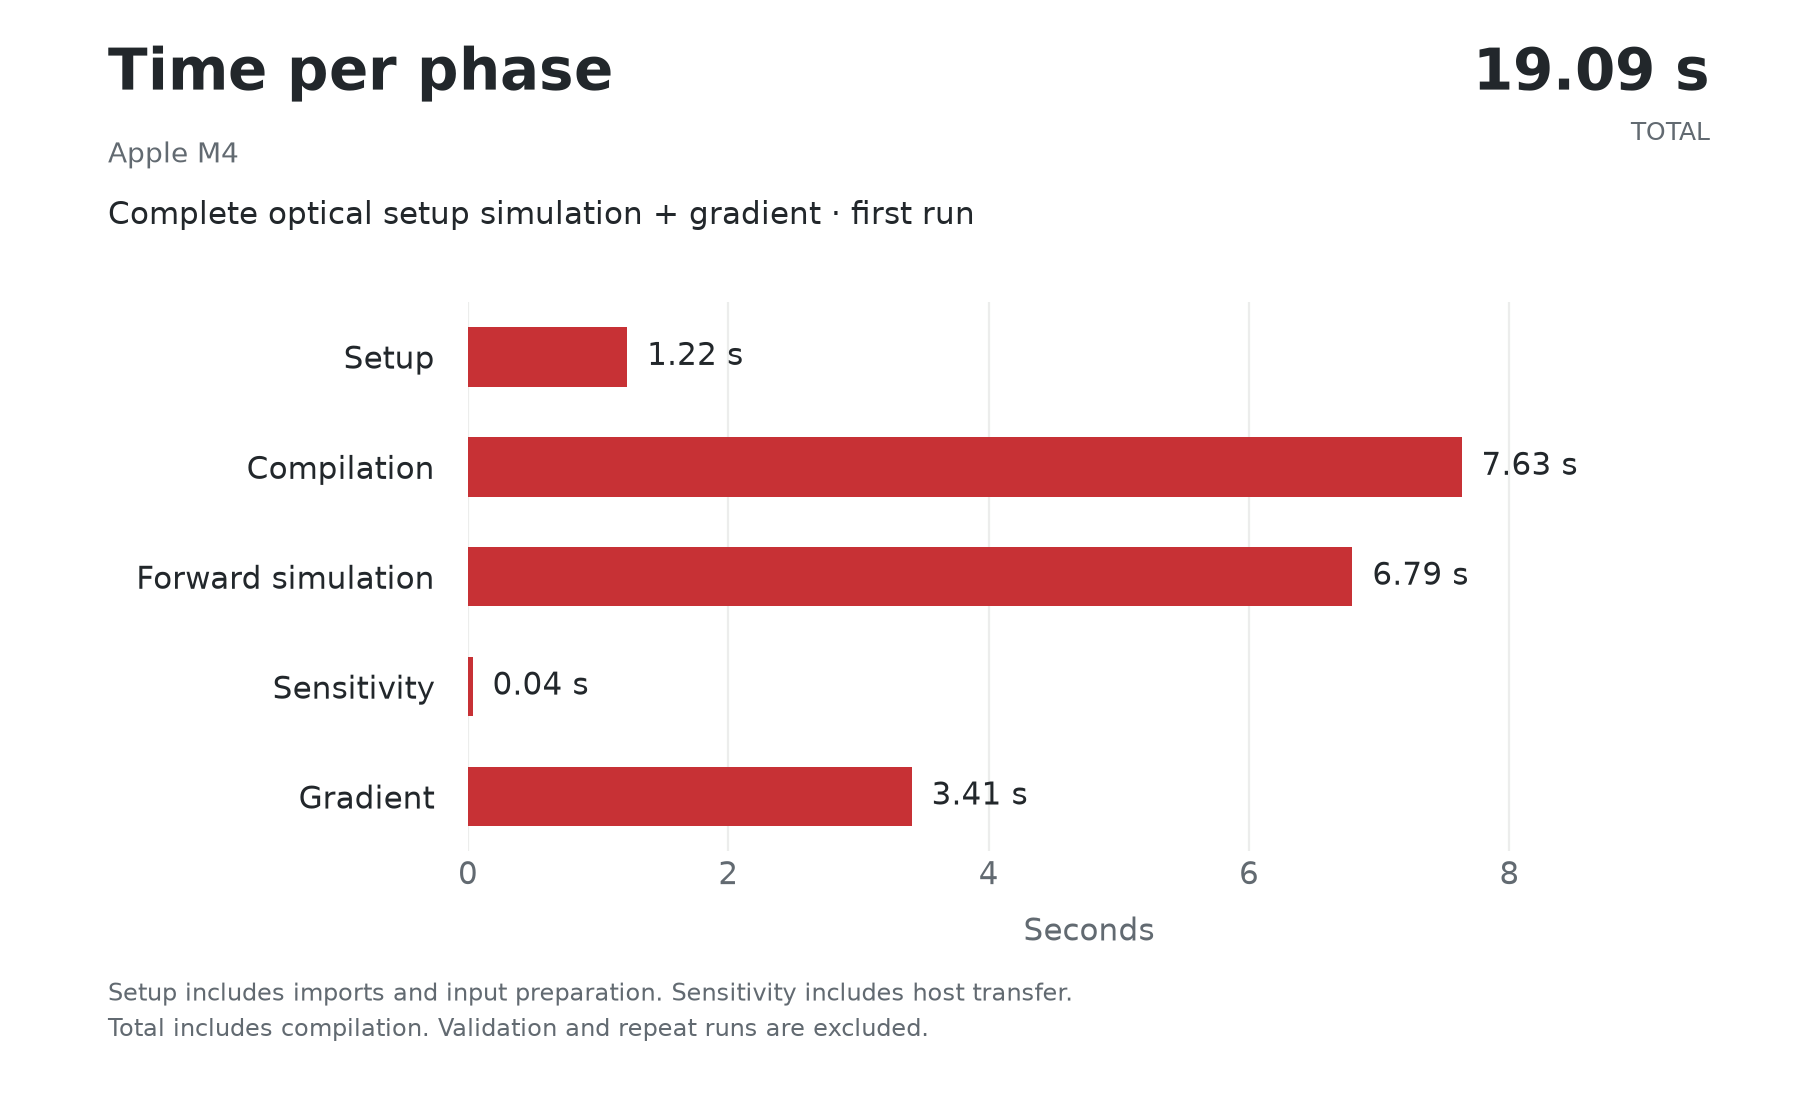 Time per phase
19.09 s
TOTAL
Apple M4
Complete optical setup simulation + gradient · first run
Setup
1.22 s
Compilation
7.63 s
Forward simulation
6.79 s
Sensitivity
0.04 s
Gradient
3.41 s
0 2 4 6 8
Seconds
Setup includes imports and input preparation. Sensitivity includes host transfer.
Total includes compilation. Validation and repeat runs are excluded.